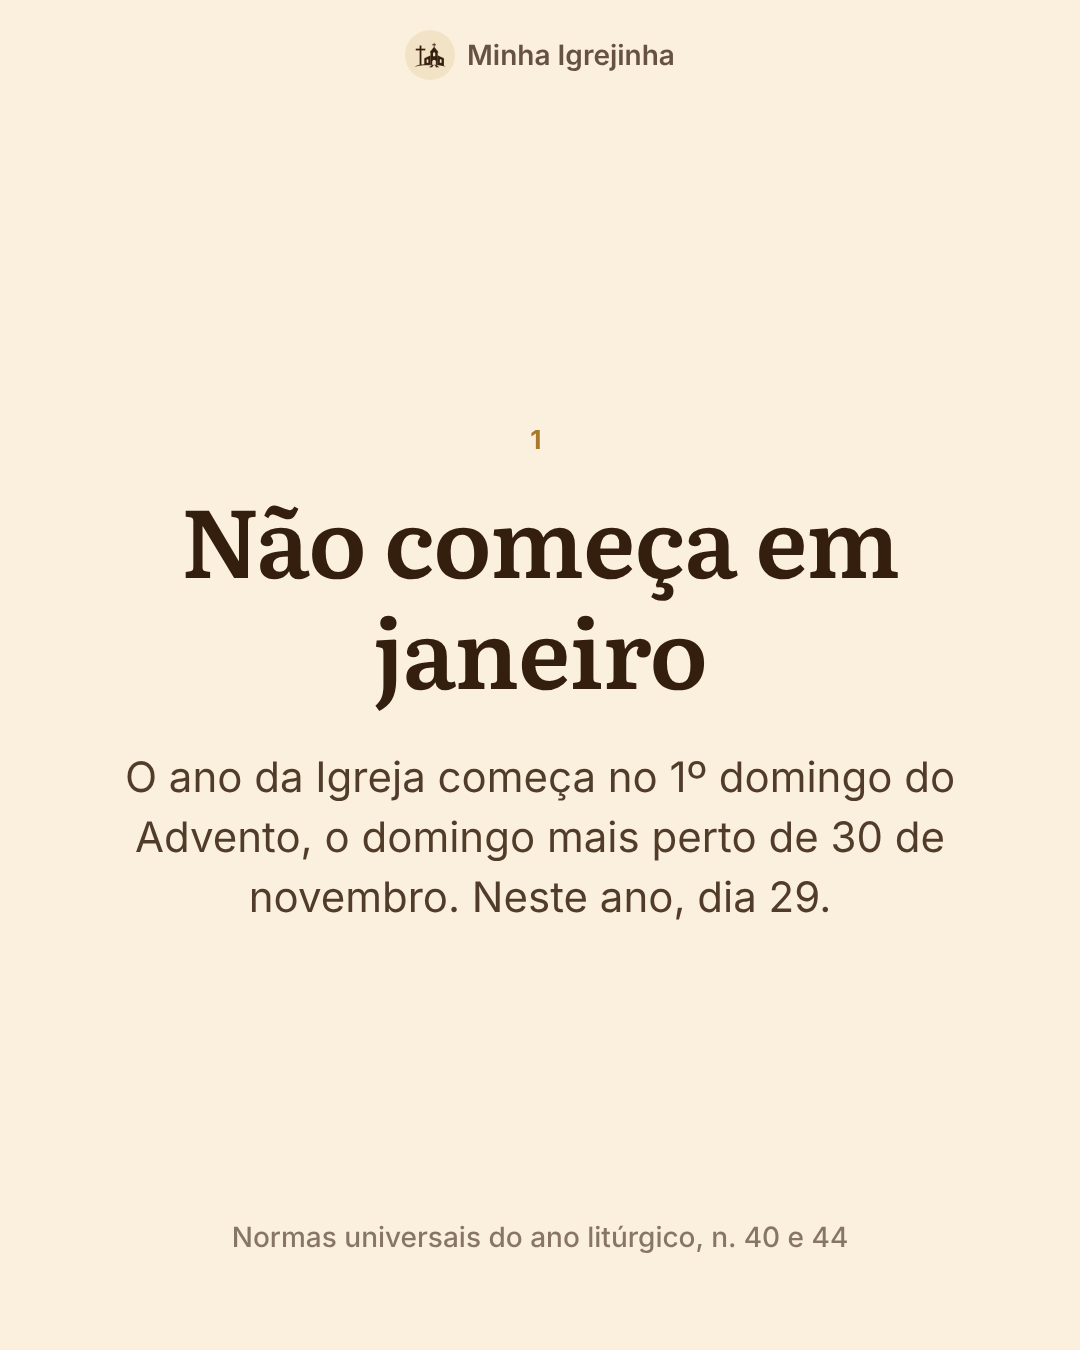 Minha Igrejinha
1
Não começa em
janeiro
O ano da Igreja começa no 1º domingo do
Advento, o domingo mais perto de 30 de
novembro. Neste ano, dia 29.
Normas universais do ano litúrgico, n. 40 e 44